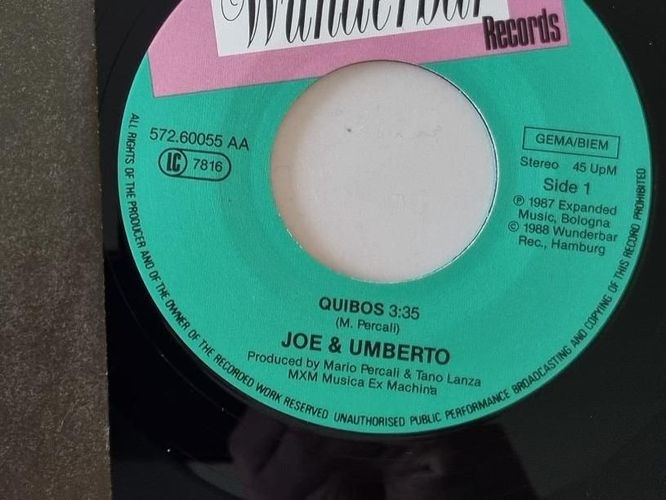 Wunderbar
Records
572.60055 AA
LC 7816
GEMA/BIEM
Stereo 45 UpM
Side 1
℗ 1987 Expanded
Music, Bologna
© 1988 Wunderbar
Rec., Hamburg
QUIBOS 3:35
(M. Percali)
JOE & UMBERTO
Produced by Mario Percali & Tano Lanza
MXM Musica Ex Machina
ALL RIGHTS OF THE PRODUCER AND OF THE OWNER OF THE RECORDED WORK RESERVED UNAUTHORISED PUBLIC PERFORMANCE BROADCASTING AND COPYING OF THIS RECORD PROHIBITED